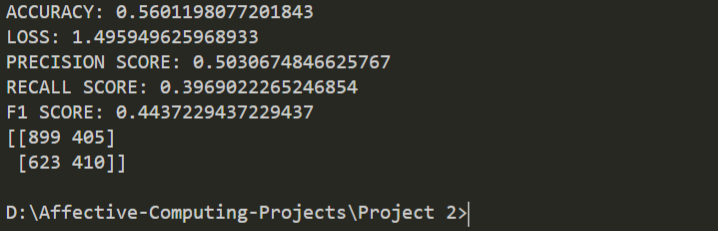 ACCURACY: 0.5601198077201843
LOSS: 1.495949625968933
PRECISION SCORE: 0.5030674846625767
RECALL SCORE: 0.3969022265246854
F1 SCORE: 0.4437229437229437
[[899 405]
 [623 410]]
D:\Affective-Computing-Projects\Project 2>